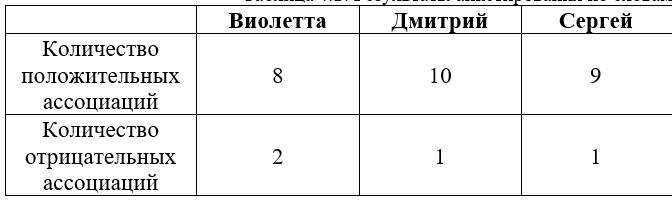 Виолетта Дмитрий Сергей
Количество
положительных
ассоциаций
8 10 9
Количество
отрицательных
ассоциаций
2 1 1